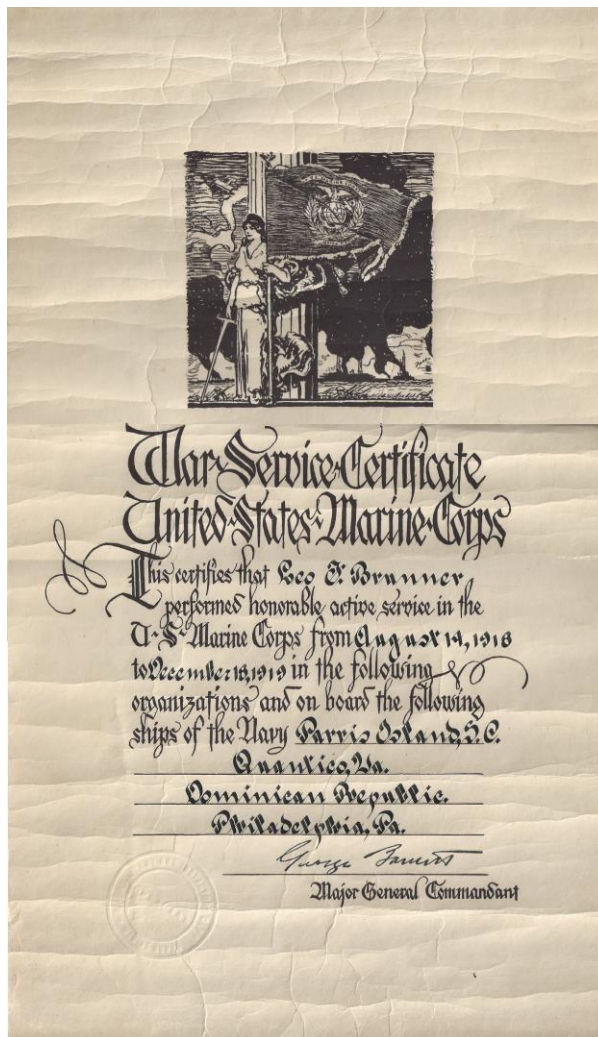 War Service Certificate
United States Marine Corps
This certifies that Leo O. Brunner,
performed honorable active service in the
U. S. Marine Corps from August 14, 1918
to December 18, 1919 in the following
organizations and on board the following
ships of the Navy Parris Island, S.C.
Quantico, Va.
Dominican Republic.
Philadelphia, Pa.
George Barnett
Major General Commandant